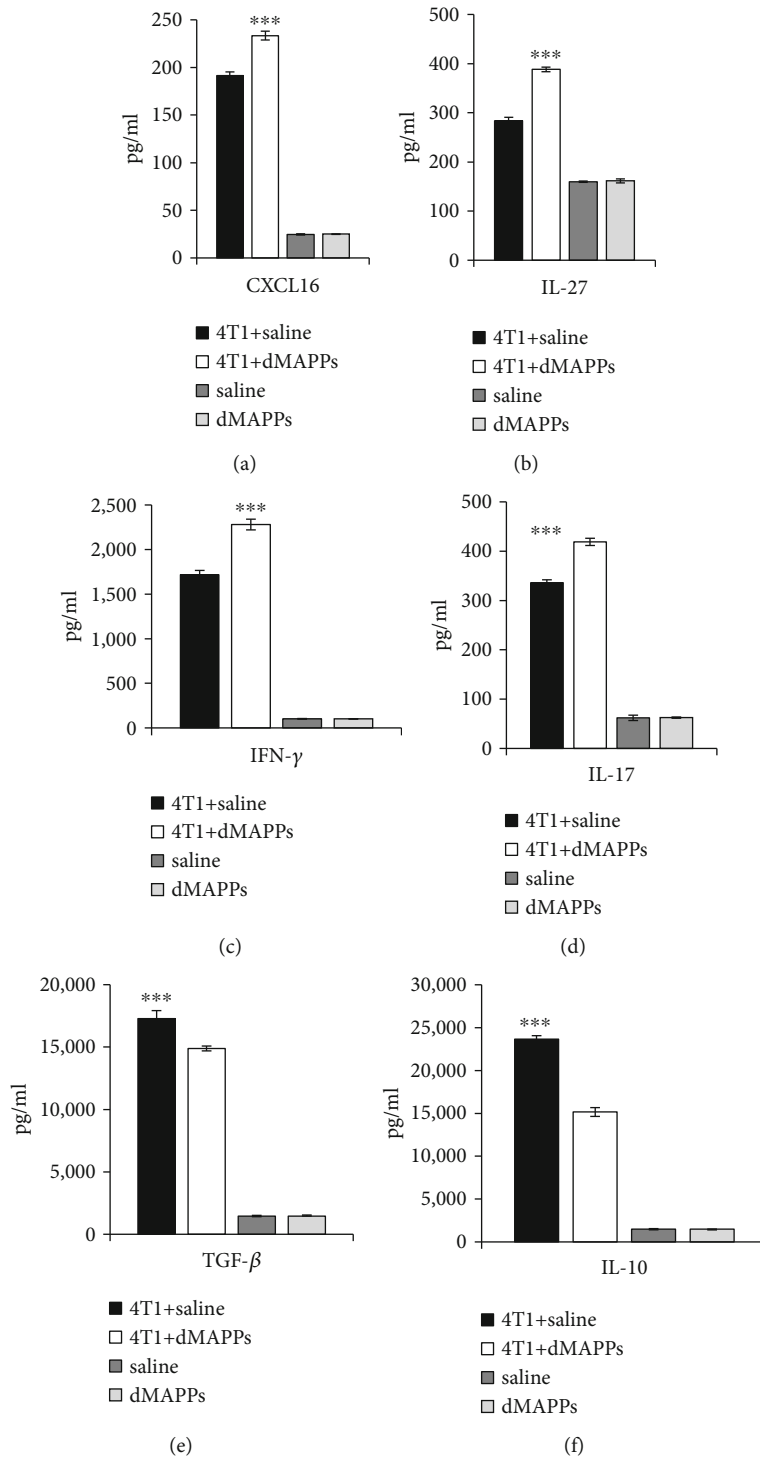 250
200
150
100
50
0
pg/ml
***
CXCL16
4T1+saline
4T1+dMAPPs
saline
dMAPPs
(a)
500
400
300
200
100
0
pg/ml
***
IL-27
4T1+saline
4T1+dMAPPs
saline
dMAPPs
(b)
2,500
2,000
1,500
1,000
500
0
pg/ml
***
IFN-γ
4T1+saline
4T1+dMAPPs
saline
dMAPPs
(c)
500
400
300
200
100
0
pg/ml
***
IL-17
4T1+saline
4T1+dMAPPs
saline
dMAPPs
(d)
20,000
15,000
10,000
5,000
0
pg/ml
***
TGF-β
4T1+saline
4T1+dMAPPs
saline
dMAPPs
(e)
30,000
25,000
20,000
15,000
10,000
5,000
0
pg/ml
***
IL-10
4T1+saline
4T1+dMAPPs
saline
dMAPPs
(f)